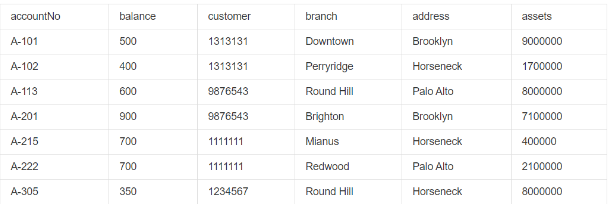 accountNo balance customer branch address assets
A-101 500 1313131 Downtown Brooklyn 9000000
A-102 400 1313131 Perryridge Horseneck 1700000
A-113 600 9876543 Round Hill Palo Alto 8000000
A-201 900 9876543 Brighton Brooklyn 7100000
A-215 700 1111111 Mianus Horseneck 400000
A-222 700 1111111 Redwood Palo Alto 2100000
A-305 350 1234567 Round Hill Horseneck 8000000